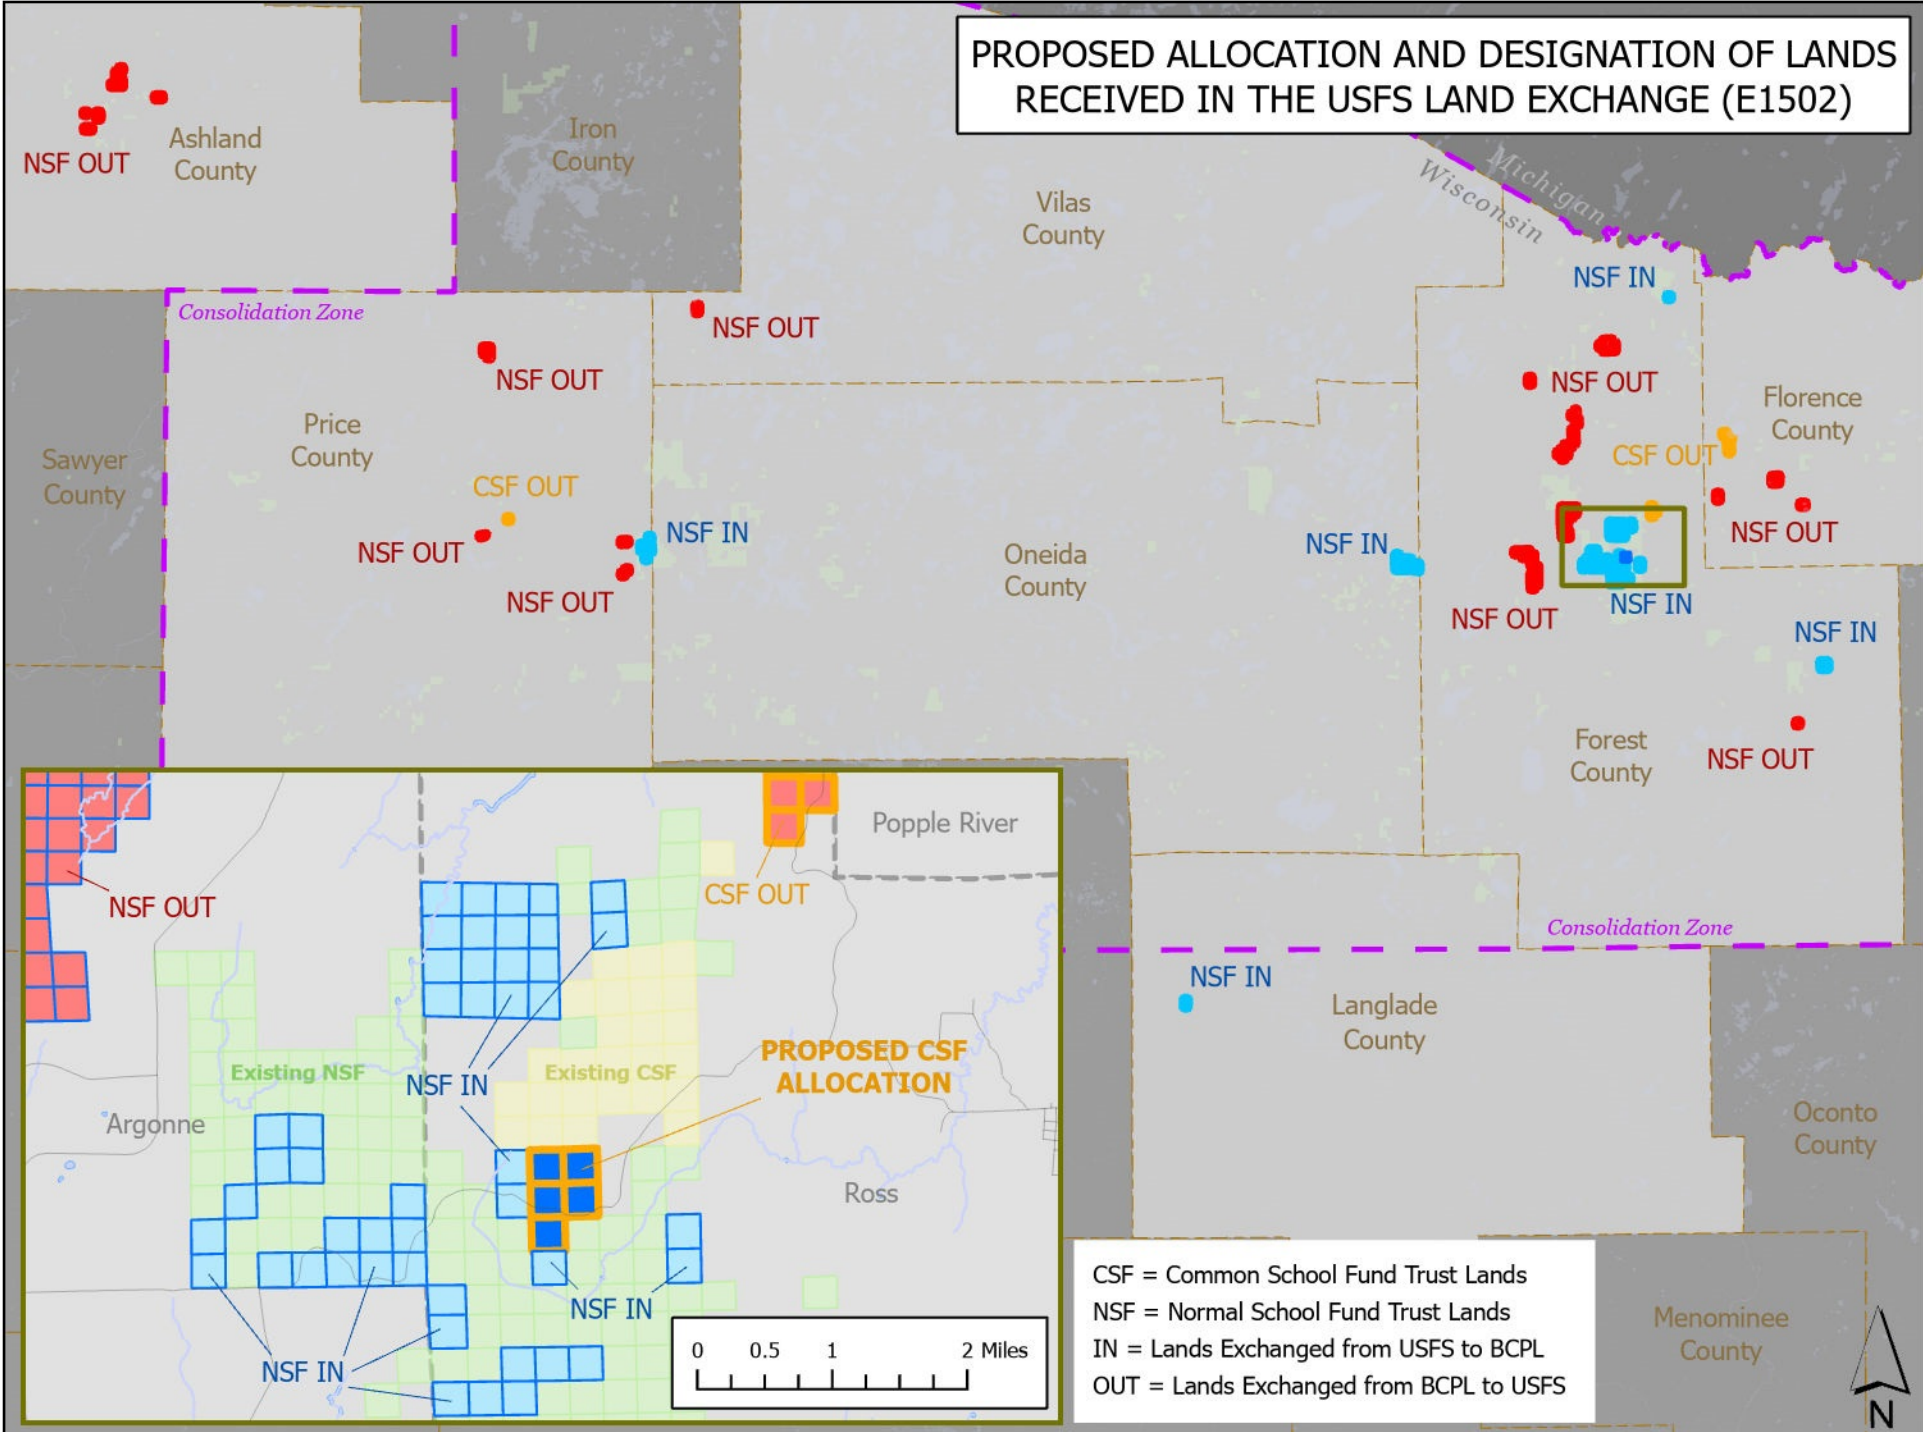 PROPOSED ALLOCATION AND DESIGNATION OF LANDS
RECEIVED IN THE USFS LAND EXCHANGE (E1502)
Ashland
County
NSF OUT
Iron
County
Vilas
County
Michigan
Wisconsin
NSF IN
Consolidation Zone
NSF OUT
NSF OUT
NSF OUT
Florence
County
Price
County
Sawyer
County
CSF OUT
CSF OUT
NSF OUT
NSF IN
NSF OUT
Oneida
County
NSF IN
NSF OUT
NSF OUT
NSF IN
NSF OUT
NSF IN
Forest
County
NSF OUT
Popple River
CSF OUT
NSF OUT
Consolidation Zone
NSF IN
Langlade
County
PROPOSED CSF
ALLOCATION
Existing NSF
Existing CSF
NSF IN
Argonne
Oconto
County
Ross
NSF IN
NSF IN
0 0.5 1 2 Miles
CSF = Common School Fund Trust Lands
NSF = Normal School Fund Trust Lands
IN = Lands Exchanged from USFS to BCPL
OUT = Lands Exchanged from BCPL to USFS
Menominee
County
N